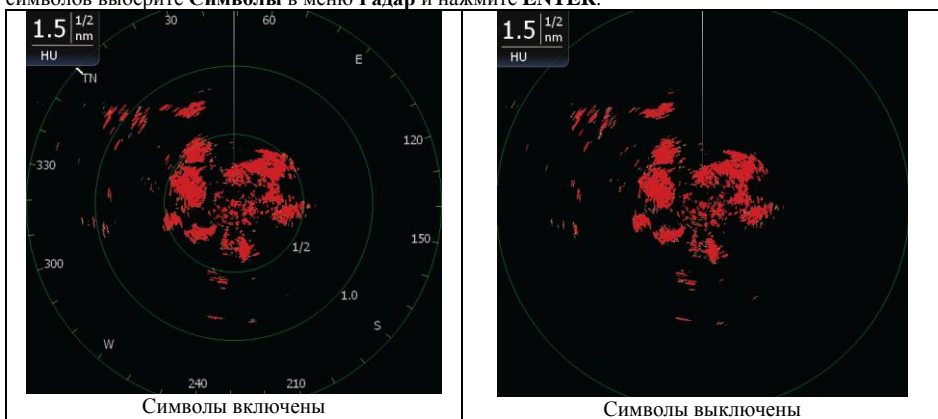 символов выберите Символы в меню Радар и нажмите ENTER.
1.5 1/2 nm
HU
30
60
TN
E
120
330
150
1/2
300
1.0
S
W
240
210
Символы включены
1.5 1/2 nm
HU
Символы выключены